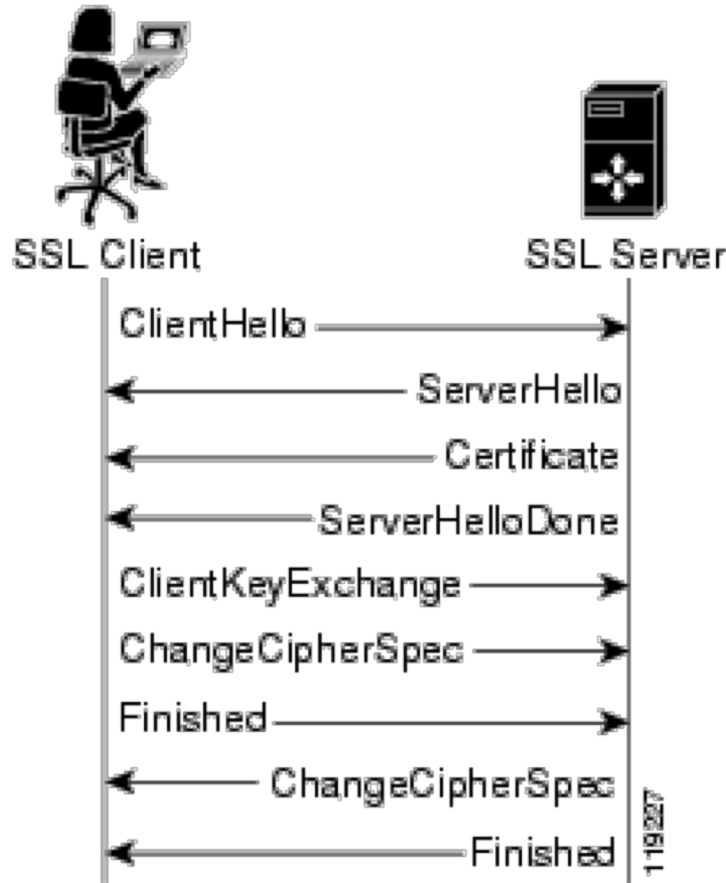 SSL Client
SSL Server
ClientHello
ServerHello
Certificate
ServerHelloDone
ClientKeyExchange
ChangeCipherSpec
Finished
ChangeCipherSpec
Finished
119227